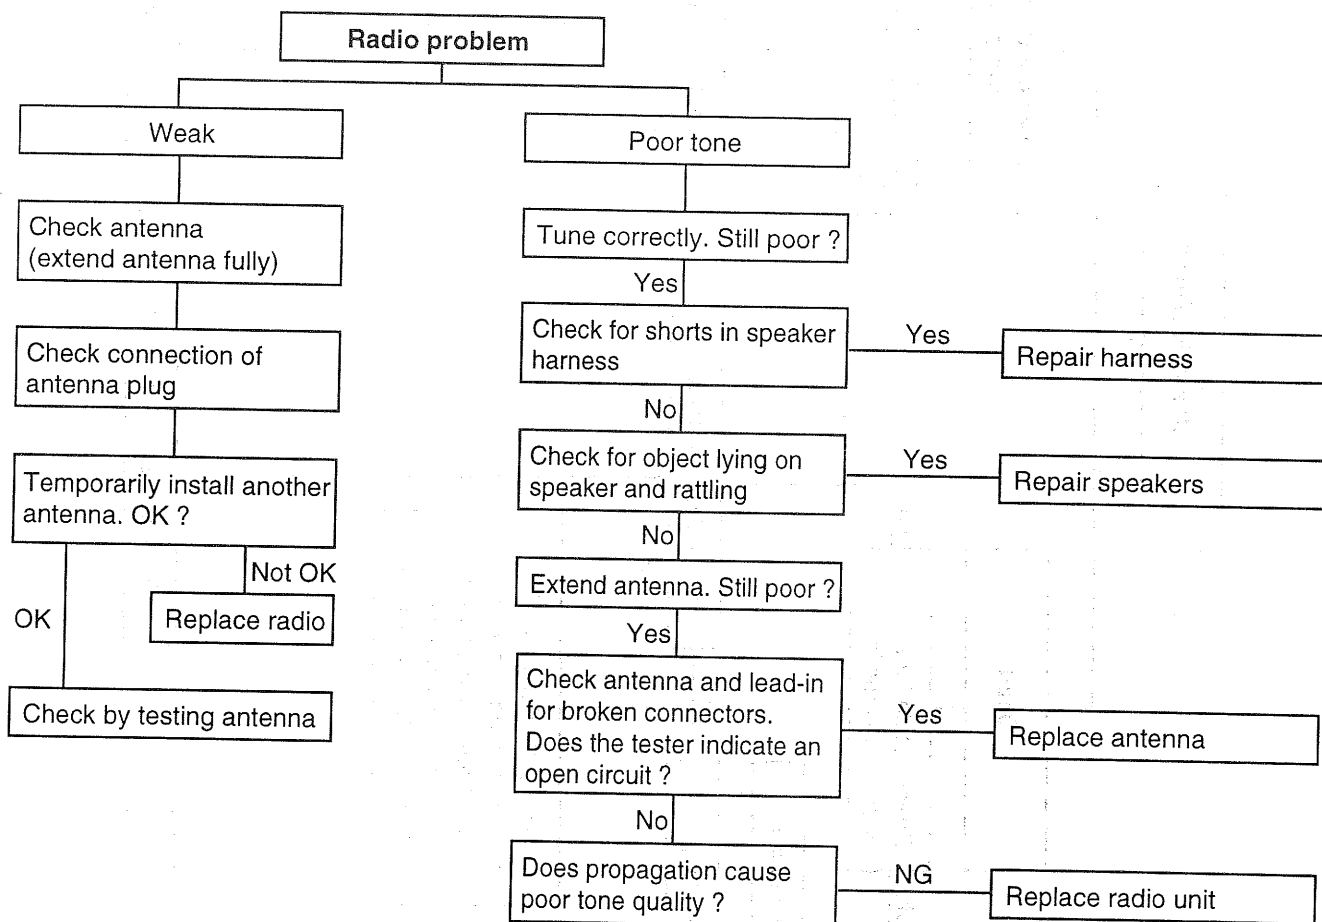 Radio problem
Weak
Check antenna
(extend antenna fully)
Check connection of
antenna plug
Temporarily install another
antenna. OK ?
Not OK
OK
Replace radio
Check by testing antenna
Poor tone
Tune correctly. Still poor ?
Yes
Check for shorts in speaker
harness
Yes
Repair harness
No
Check for object lying on
speaker and rattling
Yes
Repair speakers
No
Extend antenna. Still poor ?
Yes
Check antenna and lead-in
for broken connectors.
Does the tester indicate an
open circuit ?
Yes
Replace antenna
No
Does propagation cause
poor tone quality ?
NG
Replace radio unit